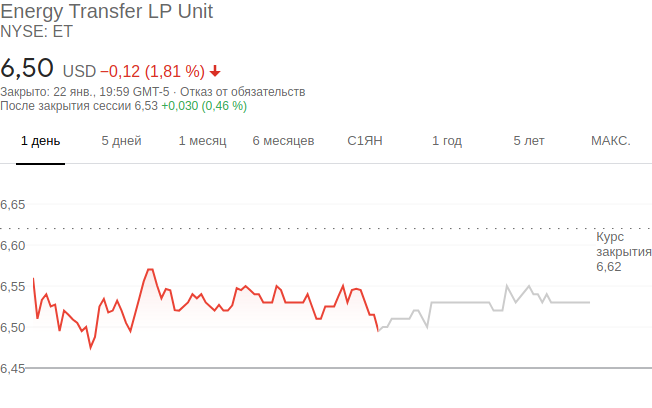 Energy Transfer LP Unit
NYSE: ET
6,50 USD −0,12 (1,81 %)
Закрыто: 22 янв., 19:59 GMT-5 · Отказ от обязательств
После закрытия сессии 6,53 +0,030 (0,46 %)
1 день 5 дней 1 месяц 6 месяцев С1ЯН 1 год 5 лет МАКС.
6,65
6,60
6,55
6,50
6,45
Курс
закрытия
6,62